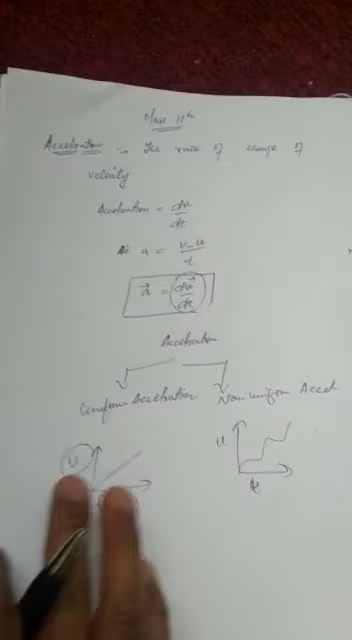 Class 11th
Acceleration :- The rate of change of
velocity
Acceleration = dv/dt
a = v-u/t
a⃗ = dv⃗/dt
Acceleration
Uniform Acceleration Non uniform Accel
u
u
t